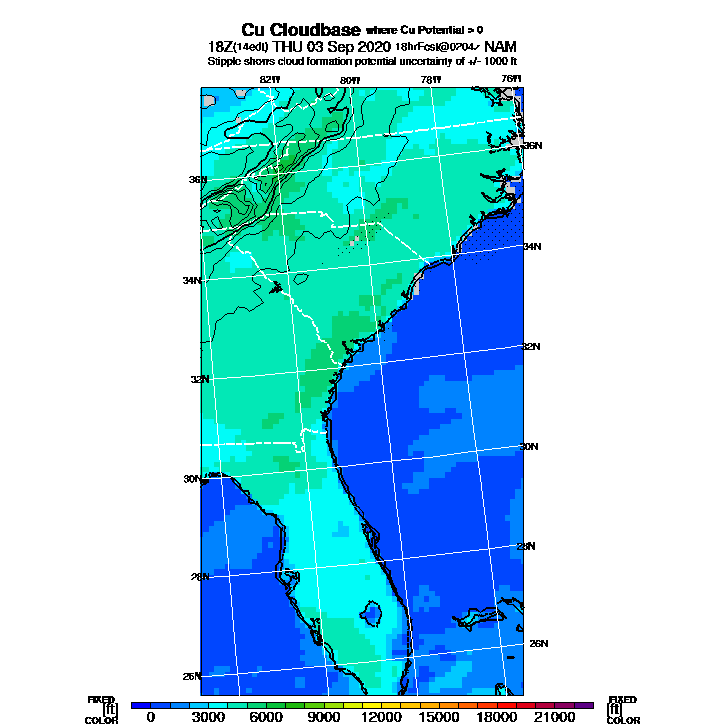 Cu Cloudbase where Cu Potential > 0
18Z(14edt) THU 03 Sep 2020 18hrFcst@0204z NAM
Stipple shows cloud formation potential uncertainty of +/- 1000 ft
82W 80W 78W 76W
36N 36N
34N 34N
32N 32N
30N 30N
28N 28N
26N 26N
FIXED FIXED
[ft] [ft]
COLOR COLOR
0 3000 6000 9000 12000 15000 18000 21000